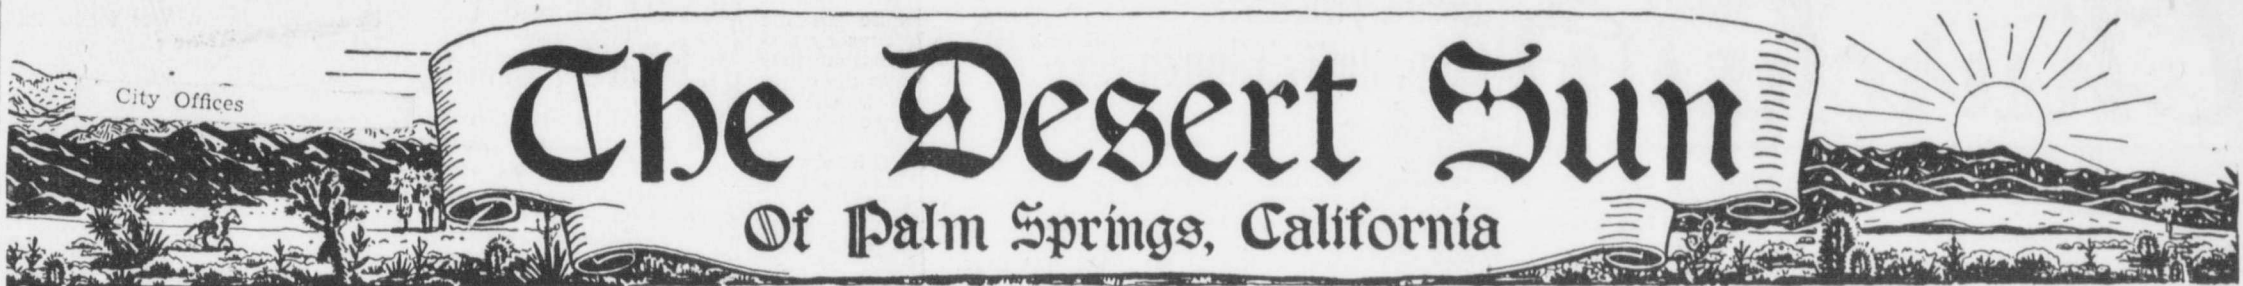 City Offices
The Desert Sun
Of Palm Springs, California